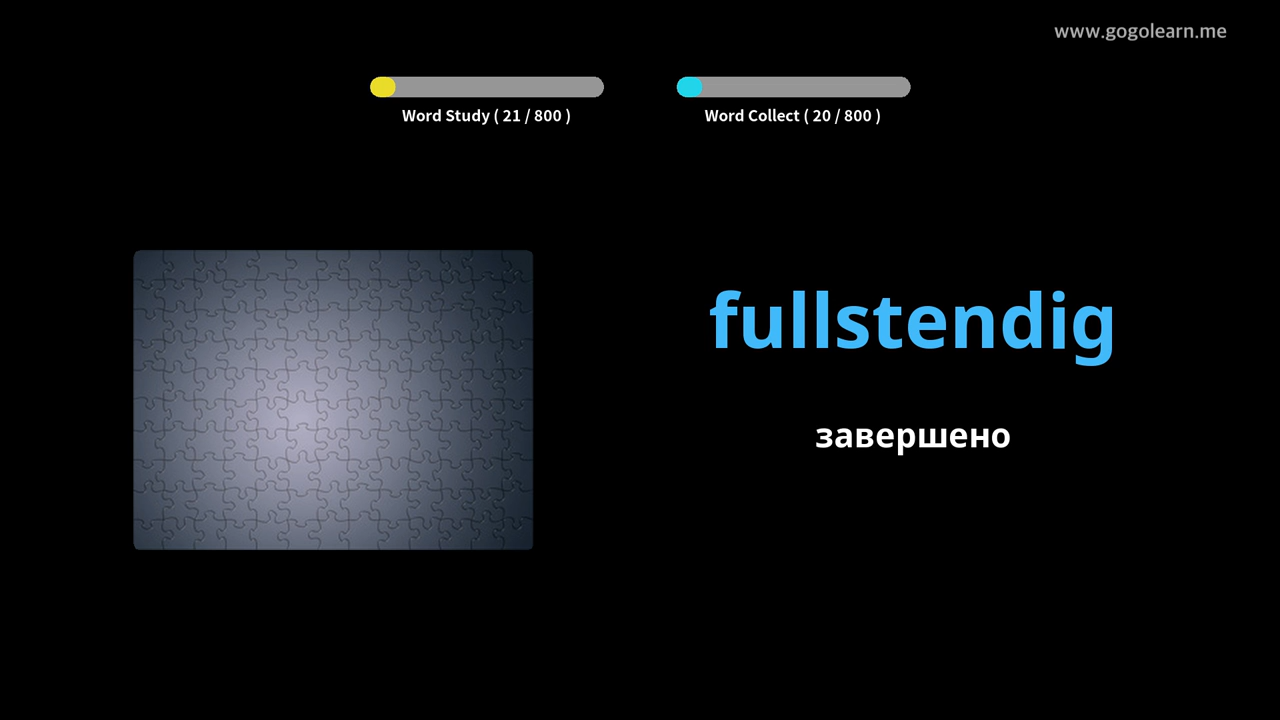 www.gogolearn.me
Word Study ( 21 / 800 )
Word Collect ( 20 / 800 )
fullstendig
завершено